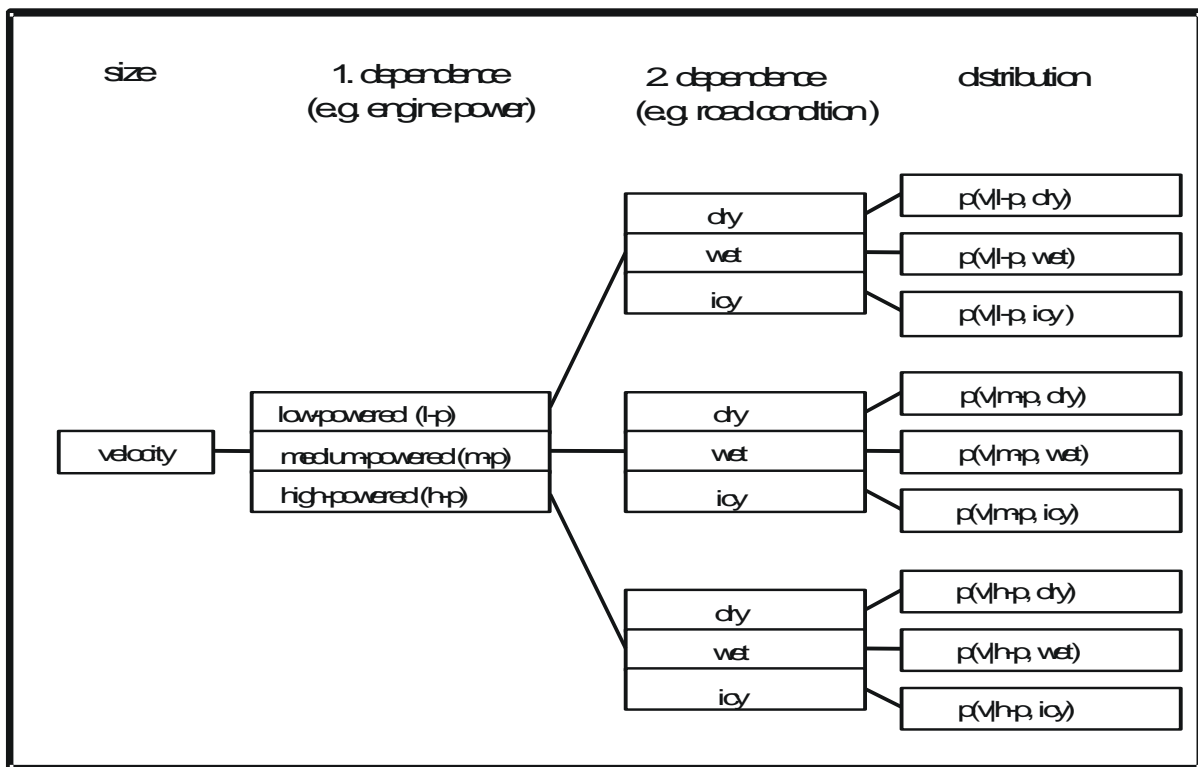 size
1. dependence
(e.g. engine power)
2. dependence
(e.g. road condtion )
distribution
dry
wet
icy
p(v|l-p, dry)
p(v|l-p, wet)
p(v|l-p, icy )
velocity
low-powered (l-p)
medium-powered (m-p)
high-powered (h-p)
dry
wet
icy
p(v|m-p, dry)
p(v|m-p, wet)
p(v|m-p, icy)
dry
wet
icy
p(v|h-p, dry)
p(v|h-p, wet)
p(v|h-p, icy)